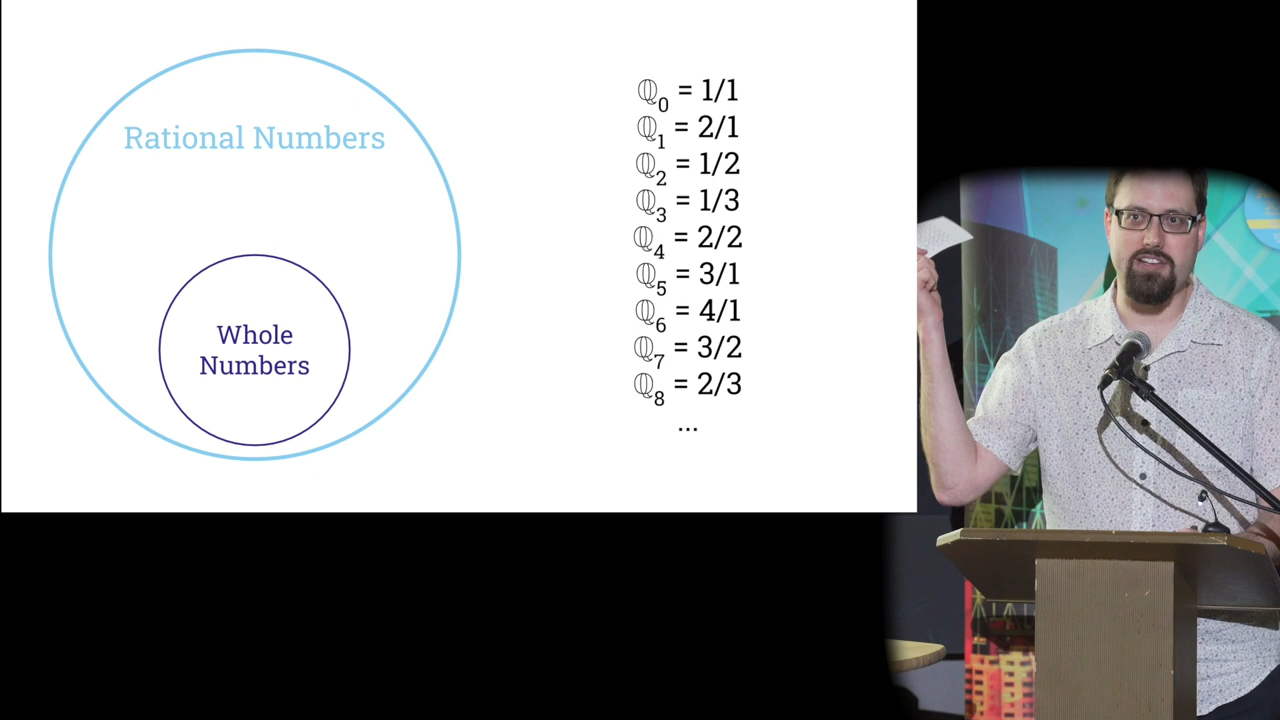 Rational Numbers
Whole
Numbers
ℚ₀ = 1/1
ℚ₁ = 2/1
ℚ₂ = 1/2
ℚ₃ = 1/3
ℚ₄ = 2/2
ℚ₅ = 3/1
ℚ₆ = 4/1
ℚ₇ = 3/2
ℚ₈ = 2/3
...